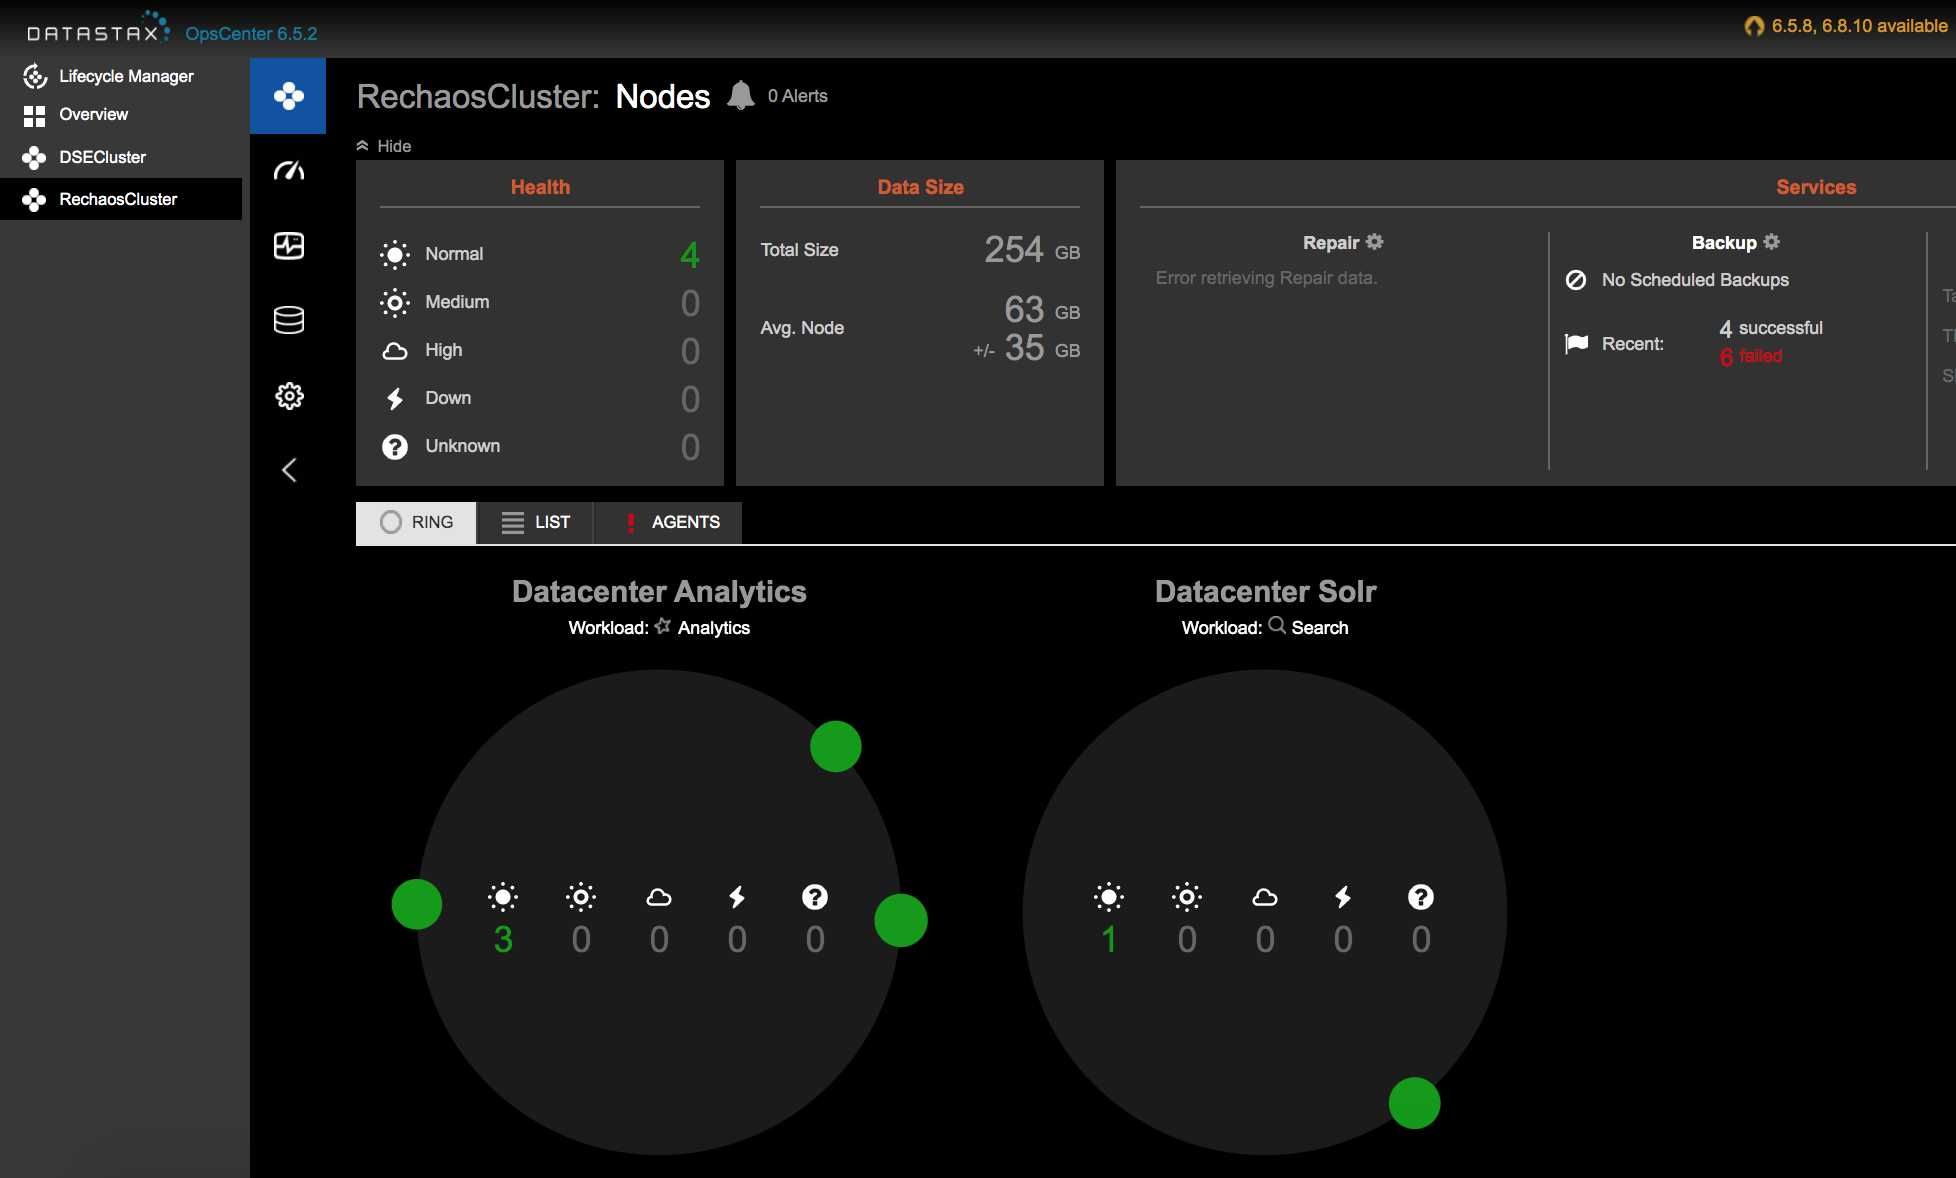 DATASTAX OpsCenter 6.5.2
6.5.8, 6.8.10 available
Lifecycle Manager
Overview
DSECluster
RechaosCluster
RechaosCluster: Nodes 0 Alerts
Hide
Health
Normal 4
Medium 0
High 0
Down 0
Unknown 0
Data Size
Total Size 254 GB
Avg. Node 63 GB
+/- 35 GB
Services
Repair
Error retrieving Repair data.
Backup
No Scheduled Backups
Recent: 4 successful
6 failed
RING LIST AGENTS
Datacenter Analytics
Workload: Analytics
3 0 0 0 0
Datacenter Solr
Workload: Search
1 0 0 0 0